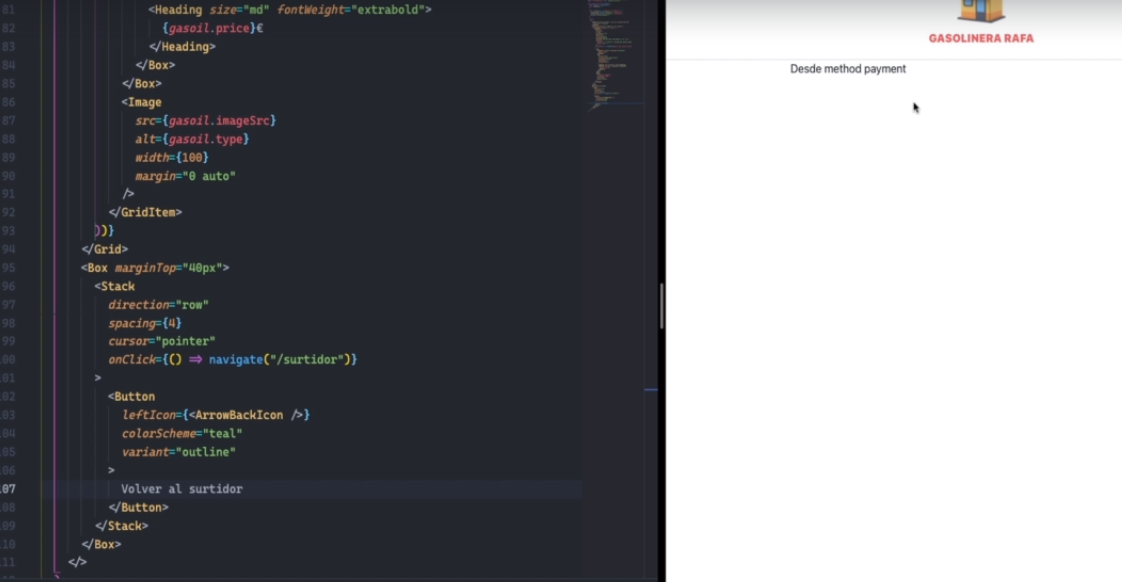 81 <Heading size="md" fontWeight="extrabold">
82 {gasoil.price}€
83 </Heading>
84 </Box>
85 </Box>
86 <Image
87 src={gasoil.imageSrc}
88 alt={gasoil.type}
89 width={100}
90 margin="0 auto"
91 />
92 </GridItem>
93 ))}
94 </Grid>
95 <Box marginTop="40px">
96 <Stack
97 direction="row"
98 spacing={4}
99 cursor="pointer"
100 onClick={() => navigate("/surtidor")}
101 >
102 <Button
103 leftIcon={<ArrowBackIcon />}
104 colorScheme="teal"
105 variant="outline"
106 >
107 Volver al surtidor
108 </Button>
109 </Stack>
110 </Box>
111 </>
GASOLINERA RAFA
Desde method payment